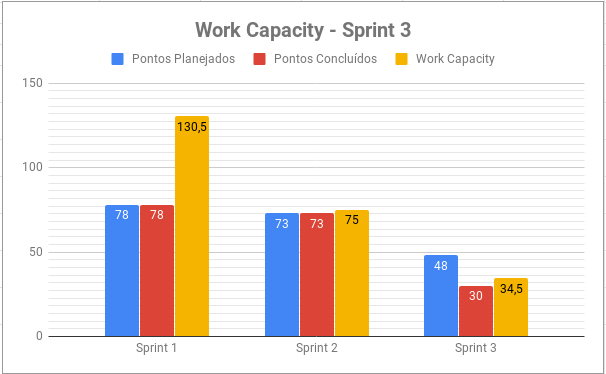 Work Capacity - Sprint 3
Pontos Planejados Pontos Concluídos Work Capacity
150
100
50
0
78 78 130,5
73 73 75
48 30 34,5
Sprint 1 Sprint 2 Sprint 3